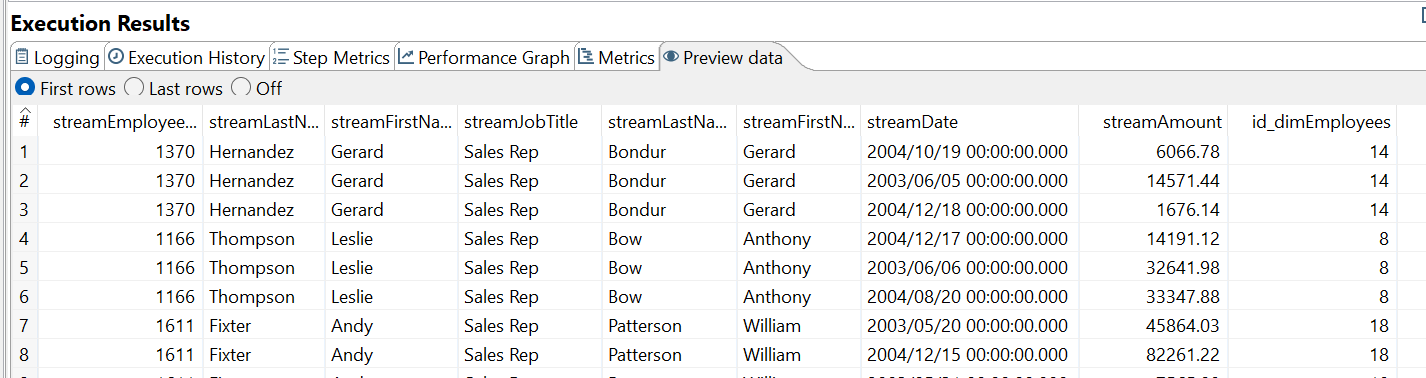 Execution Results
Logging Execution History Step Metrics Performance Graph Metrics Preview data
First rows Last rows Off
# streamEmployee... streamLastN... streamFirstNa... streamJobTitle streamLastNa... streamFirstN... streamDate streamAmount id_dimEmployees
1 1370 Hernandez Gerard Sales Rep Bondur Gerard 2004/10/19 00:00:00.000 6066.78 14
2 1370 Hernandez Gerard Sales Rep Bondur Gerard 2003/06/05 00:00:00.000 14571.44 14
3 1370 Hernandez Gerard Sales Rep Bondur Gerard 2004/12/18 00:00:00.000 1676.14 14
4 1166 Thompson Leslie Sales Rep Bow Anthony 2004/12/17 00:00:00.000 14191.12 8
5 1166 Thompson Leslie Sales Rep Bow Anthony 2003/06/06 00:00:00.000 32641.98 8
6 1166 Thompson Leslie Sales Rep Bow Anthony 2004/08/20 00:00:00.000 33347.88 8
7 1611 Fixter Andy Sales Rep Patterson William 2003/05/20 00:00:00.000 45864.03 18
8 1611 Fixter Andy Sales Rep Patterson William 2004/12/15 00:00:00.000 82261.22 18